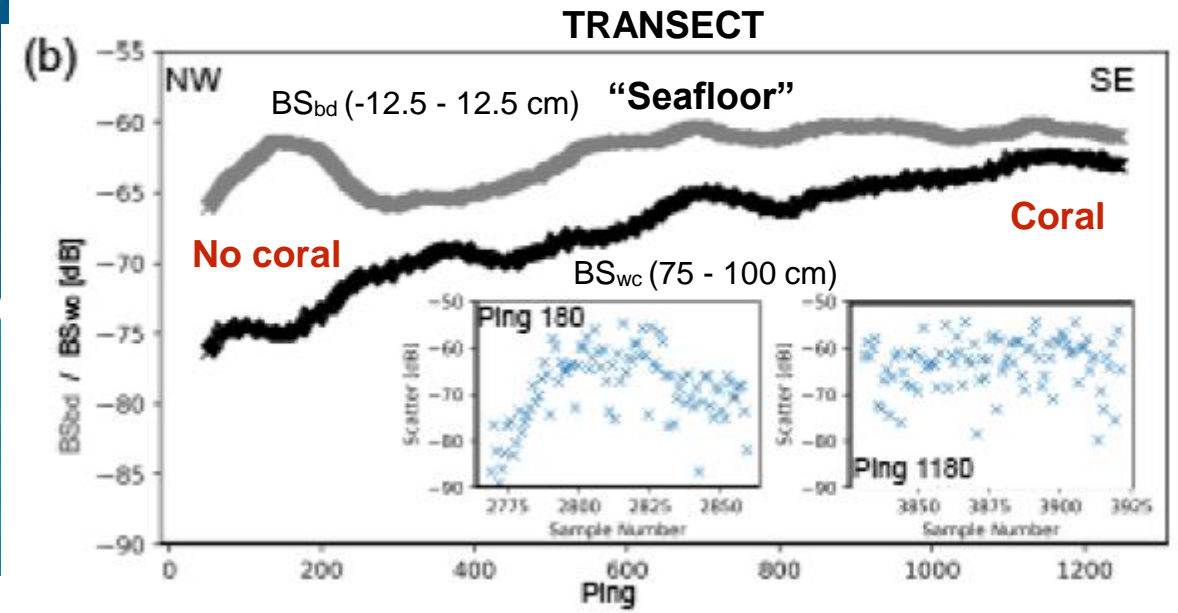 TRANSECT
(b)
NW
SE
BSbd (-12.5 - 12.5 cm) “Seafloor”
No coral
Coral
BSwc (75 - 100 cm)
BSbd / BSwc [dB]
−55
−60
−65
−70
−75
−80
−85
−90
0 200 400 600 800 1000 1200
Ping
Ping 180
Scatter [dB]
−50
−60
−70
−80
−90
2775 2800 2825 2850
Sample Number
Ping 1180
Scatter [dB]
−50
−60
−70
−80
−90
3850 3875 3900 3925
Sample Number